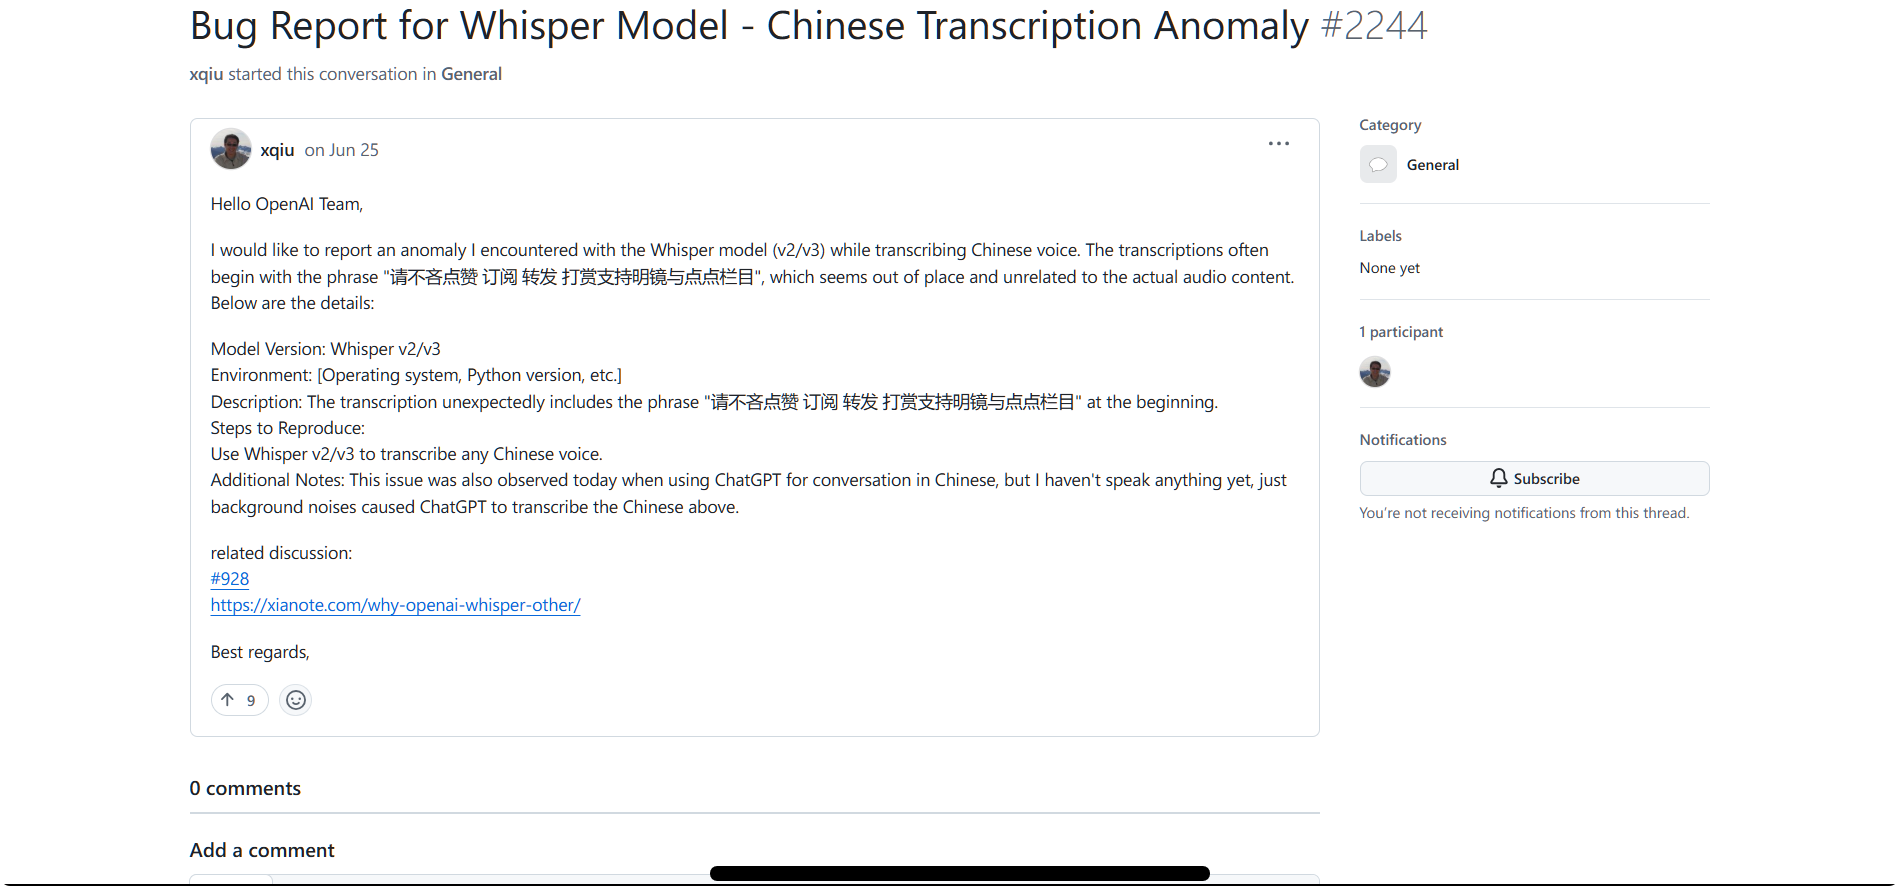 Bug Report for Whisper Model - Chinese Transcription Anomaly #2244
xqiu started this conversation in General
xqiu on Jun 25
Hello OpenAI Team,
I would like to report an anomaly I encountered with the Whisper model (v2/v3) while transcribing Chinese voice. The transcriptions often
begin with the phrase "请不吝点赞 订阅 转发 打赏支持明镜与点点栏目", which seems out of place and unrelated to the actual audio content.
Below are the details:
Model Version: Whisper v2/v3
Environment: [Operating system, Python version, etc.]
Description: The transcription unexpectedly includes the phrase "请不吝点赞 订阅 转发 打赏支持明镜与点点栏目" at the beginning.
Steps to Reproduce:
Use Whisper v2/v3 to transcribe any Chinese voice.
Additional Notes: This issue was also observed today when using ChatGPT for conversation in Chinese, but I haven't speak anything yet, just
background noises caused ChatGPT to transcribe the Chinese above.
related discussion:
#928
https://xianote.com/why-openai-whisper-other/
Best regards,
9
0 comments
Add a comment
Category
General
Labels
None yet
1 participant
Notifications
Subscribe
You're not receiving notifications from this thread.